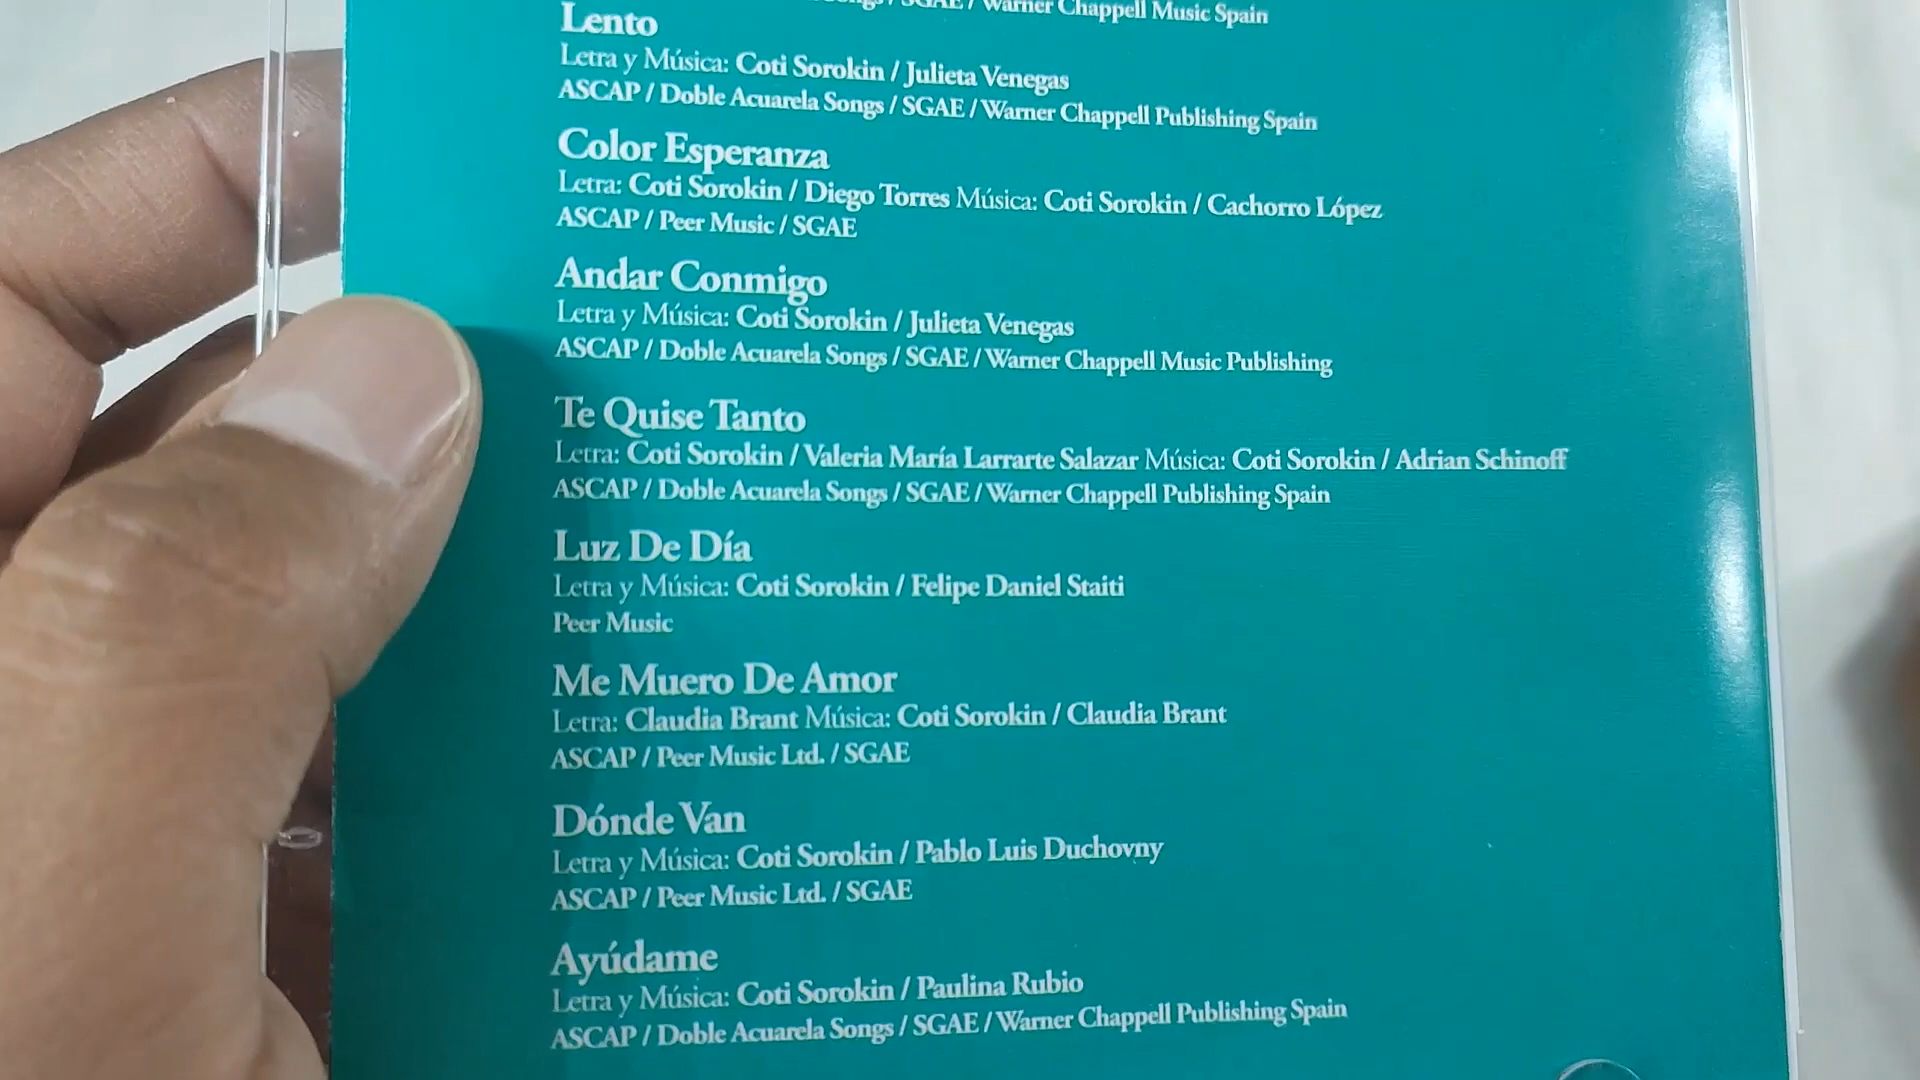 Songs / SGAE / Warner Chappell Music Spain
Lento
Letra y Música: Coti Sorokin / Julieta Venegas
ASCAP / Doble Acuarela Songs / SGAE / Warner Chappell Publishing Spain
Color Esperanza
Letra: Coti Sorokin / Diego Torres Música: Coti Sorokin / Cachorro López
ASCAP / Peer Music / SGAE
Andar Conmigo
Letra y Música: Coti Sorokin / Julieta Venegas
ASCAP / Doble Acuarela Songs / SGAE / Warner Chappell Music Publishing
Te Quise Tanto
Letra: Coti Sorokin / Valeria María Larrarte Salazar Música: Coti Sorokin / Adrian Schinoff
ASCAP / Doble Acuarela Songs / SGAE / Warner Chappell Publishing Spain
Luz De Día
Letra y Música: Coti Sorokin / Felipe Daniel Staiti
Peer Music
Me Muero De Amor
Letra: Claudia Brant Música: Coti Sorokin / Claudia Brant
ASCAP / Peer Music Ltd. / SGAE
Dónde Van
Letra y Música: Coti Sorokin / Pablo Luis Duchovny
ASCAP / Peer Music Ltd. / SGAE
Ayúdame
Letra y Música: Coti Sorokin / Paulina Rubio
ASCAP / Doble Acuarela Songs / SGAE / Warner Chappell Publishing Spain